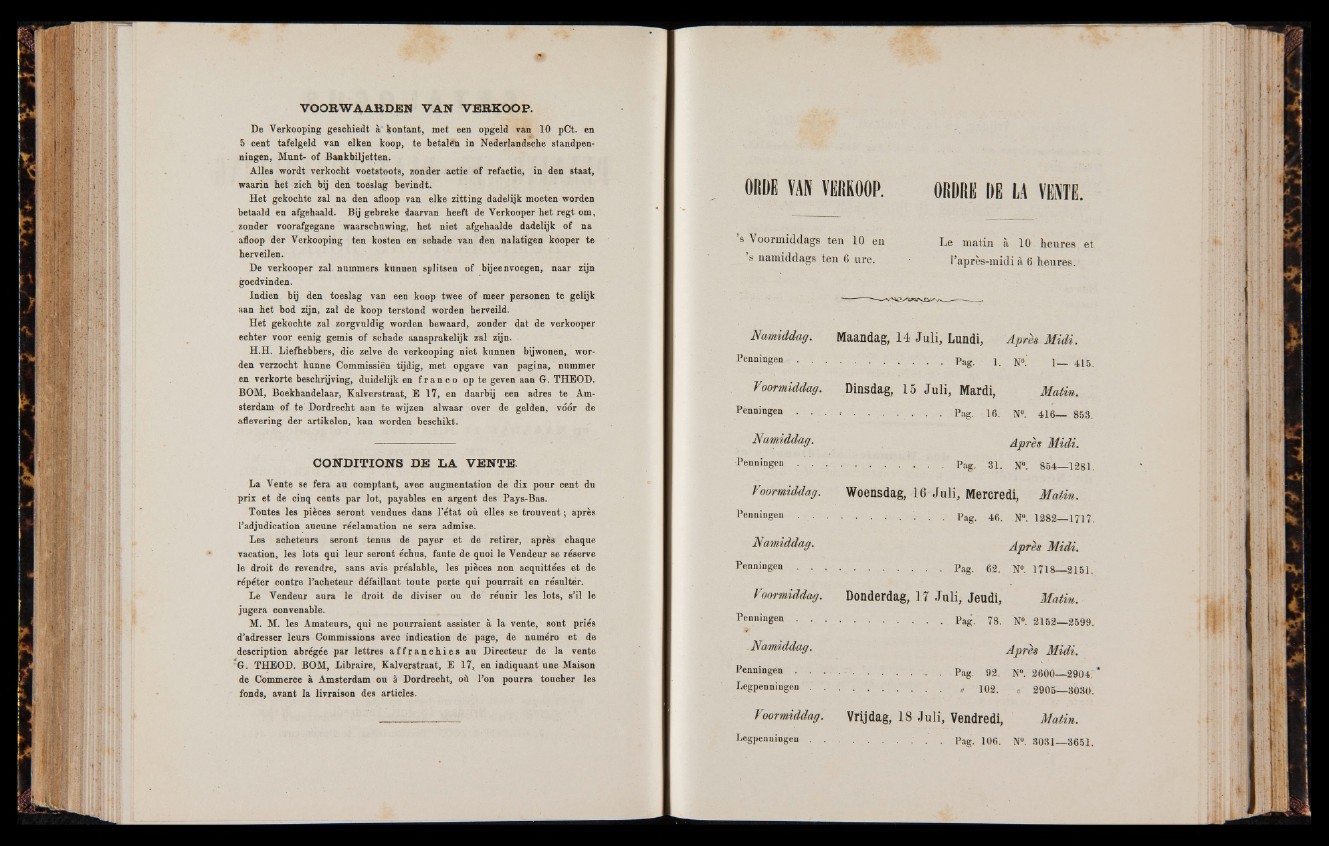 VOORWAARDEN VAN VERKOOP.
De Verkooping geschiedt à kontant, met een opgeld van 10 pCt. en
5 cent tafelgeld van elken koop, te betalen in Nederlandsche standpen-
ningen, Munt- of Bankbiljetten.
Alles wordt verkocht voetstoots, zonder actie of refactie, in den staat,
waarin het zich bij den toeslag bevindt.
Het gekochte zal na den afloop van elke zitting dadelijk moeten worden
betaald en afgehaald. Bij gebreke daarvan heeft de Verkooper het regt om,
zonder voorafgegane waarschuwing, het niet afgehaalde dadelijk of na
afloop der Verkooping ten kosten en schade van den nalatigen kooper te
herveilen.
De verkooper zal nummers kunnen splitsen of bijeenvoegen, naar zijn
goedvinden.
Indien bij den toeslag van een koop twee of meer personen te gelijk
aan het bod zijn, zal de koop terstond worden herveild.
Het gekochte zal zorgvuldig worden bewaard, zonder dat de verkooper
echter voor eenig gemis of schade aansprakelijk zal zijn.
H.H. Liefhebbers, die zelve de verkooping niet kunnen bijwonen, wor-
den verzocht hunne Commissiën tijdig, met opgave van pagina, nummer
en verkorte beschrijving, duidelijk en franco op te geven aan G. THEOD.
BOM, Boekhandelaar, Kalverstraat, E 17, en daarbij een adres te Am-
sterdam of te Dordrecht aan te wijzen alwaar over de gelden, vóór de
aflevering der artikelen, kan worden beschikt.
CONDITIONS DE LA VENTE.
La Vente se fera au comptant, avec augmentation de dix pour cent du
prix et de cinq cents par lot, payables en argent des Pays-Bas.
Toutes les pièces seront vendues dans l'état où elles se trouvent; après
l'adjudication aucune réclamation ne sera admise.
Les acheteurs seront tenus de payer et de retirer, après chaque
vacation, les lots qui leur seront échus, faute de quoi le Vendeur se réserve
le droit de revendre, sans avis préalable, les pièces non acquittées et de
répéter contre l'acheteur défaillant toute perte qui pourrait en résulter.
Le Vendeur aura le droit de diviser ou de réunir les lots, s'il le
jugera convenable.
M. M. les Amateurs, qui ne pourraient assister à la vente, sont priés
d'adresser leurs Commissions avec indication de page, de numéro et de
description abrégée par lettres affranchies au Directeur de la vente
G. THEOD. BOM, Libraire, Kalverstraat, E 17, en indiquant une Maison
de Commerce à Amsterdam ou à Dordrecht, où l'on pourra toucher les
fonds, avant la livraison des articles.
ORDE VAN VERKOOP. ORDRE DE LA VENTE.
's Voormiddags ten 10 en Le matin à 10 heures et
's namiddags ten 6 ure. l'après-midi à 6 heures.
Namiddag. Maandag, 14 Juli, Lundi, Après Midi.
Penningen . . . . . . . . . . . Pag. 1. N°. 1— 415.
Voormiddag. Dinsdag, 15 Juli, Mardi, Matin.
Penningen . . . . . . . . . . . Pag. 16. N°. 416— 853.
Namiddag. Après Midi.
Penningen . . . . . . . . . . . Pag. 31. N°. 854—1281.
Voormiddag. Woensdag, 16 Juli, Mercredi, Matin.
Penningen . . . . . . . . . . . Pag. 46. N°. 1282—1717.
Namiddag. Après Midi.
Penningen . . . . . . . . . . . Pag. 62. N°. 1718—2151.
Voormiddag. Donderdag, 17 Juli, Jeudi, Matin.
Penningen . . . . . . . . . . . Pag. 78. N°. 2152—2599.
Namiddag. Après Midi.
Penningen . . . . . . . . . . . Pag. 92. N°. 2600—2904.
Legpenningen . . . . . . . . . . " 102. " 2905—3030.
Voormiddag. Vrijdag, 18 Juli, Vendredi, Matin.
Legpenningen . . . . . . . . . . Pag. 106. N°. 3031—3651.